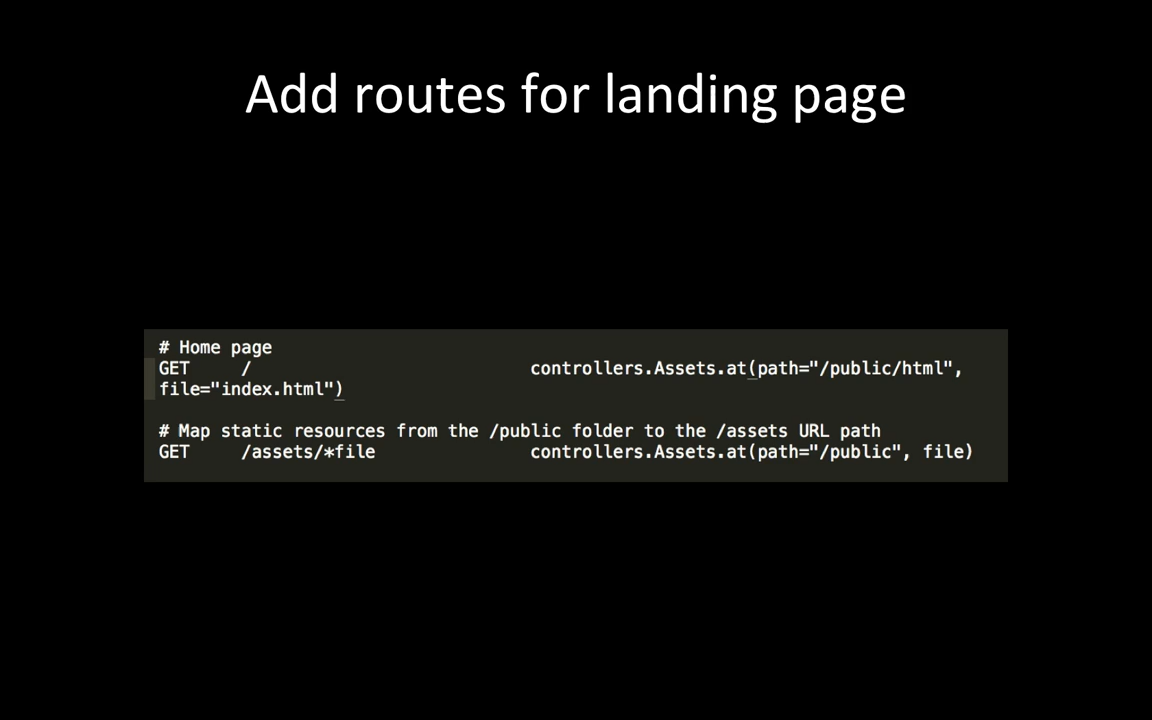 Add routes for landing page
# Home page
GET     /                           controllers.Assets.at(path="/public/html",
file="index.html")
# Map static resources from the /public folder to the /assets URL path
GET     /assets/*file               controllers.Assets.at(path="/public", file)